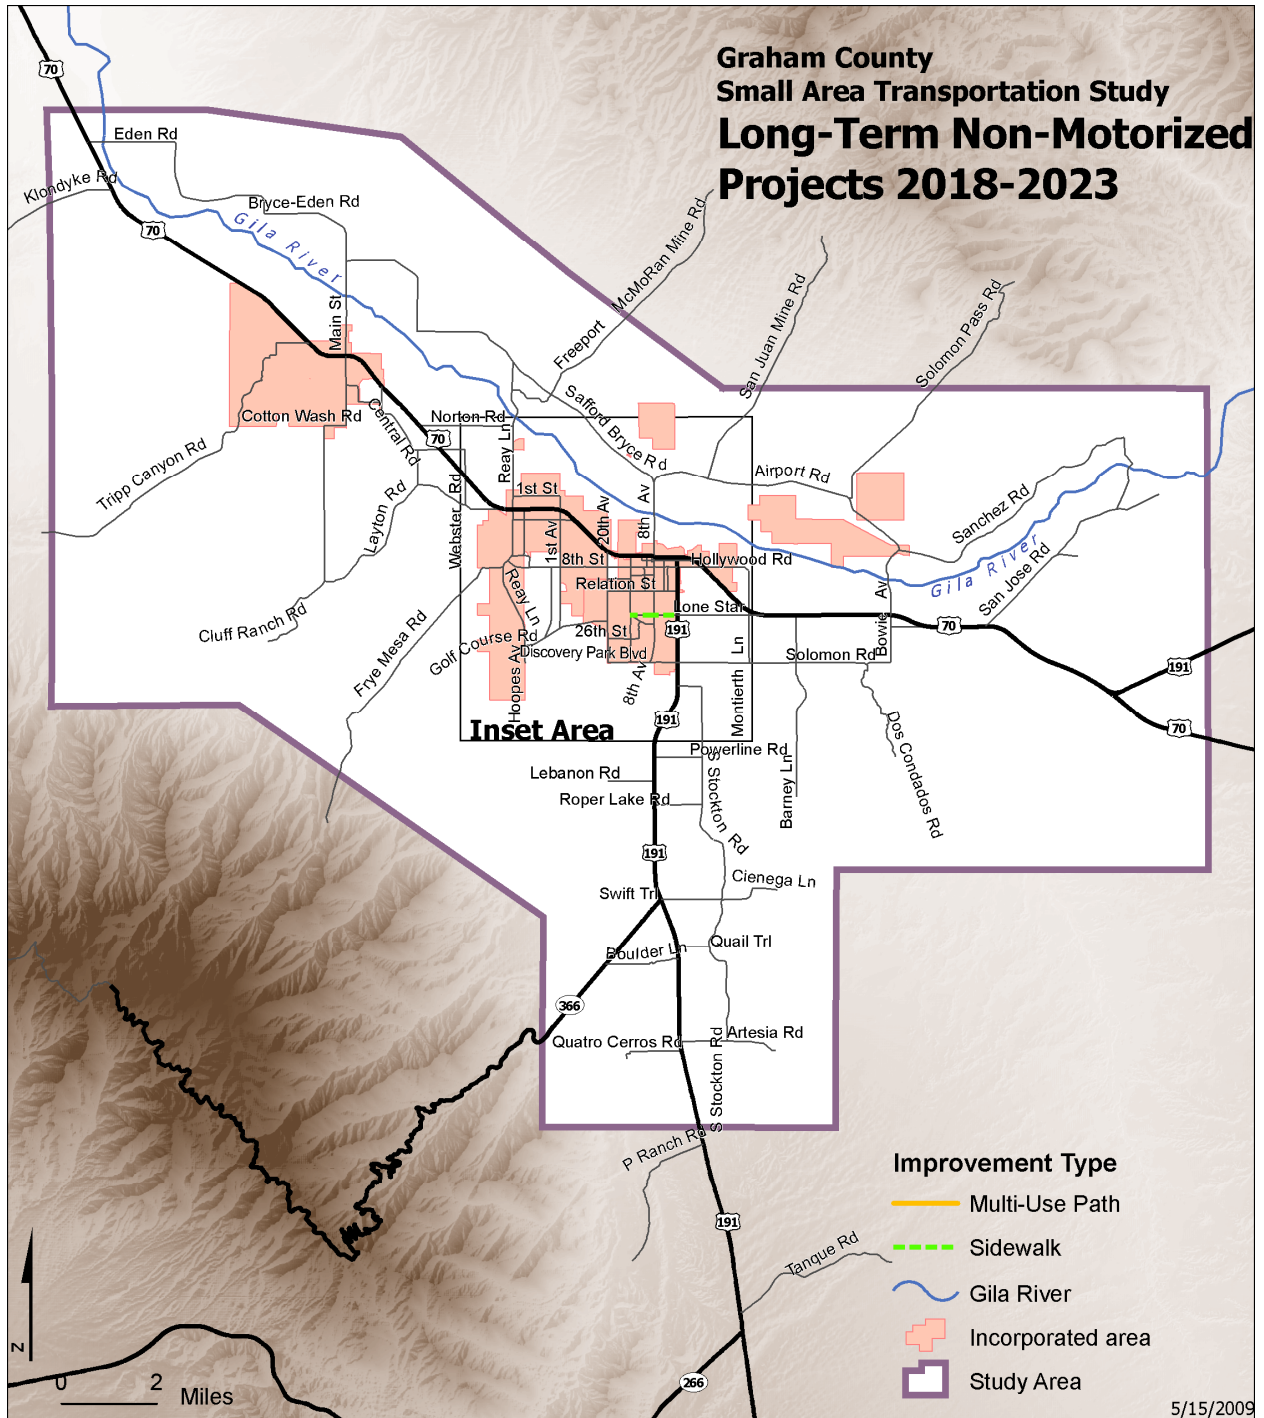 Graham County
Small Area Transportation Study
Long-Term Non-Motorized
Projects 2018-2023
70
Eden Rd
Klondyke Rd
Bryce-Eden Rd
70
Gila River
McMoRan Mine Rd
Freeport
San Juan Mine Rd
Solomon Pass Rd
Main St
Cotton Wash Rd
Central Rd
Norton Rd
70
Safford Bryce Rd
Tripp Canyon Rd
Reay Ln
Airport Rd
Layton Rd
Webster Rd
1st St
20th Av
8th Av
Sanchez Rd
1st Av
8th St
Hollywood Rd
Gila River
San Jose Rd
Relation St
Reay Ln
Lone Star
Bowie Av
Cluff Ranch Rd
Frye Mesa Rd
Golf Course Rd
26th St
191
70
Discovery Park Blvd
Solomon Rd
191
Hoopes Av
8th Av
Montierth Ln
191
70
Inset Area
Dos Condados Rd
Powerline Rd
Lebanon Rd
S Stockton Rd
Barney Ln
Roper Lake Rd
191
Cienega Ln
Swift Trl
Boulder Ln
Quail Trl
366
Quatro Cerros Rd
Artesia Rd
S Stockton Rd
P Ranch Rd
191
Tanque Rd
266
Improvement Type
Multi-Use Path
Sidewalk
Gila River
Incorporated area
Study Area
N
0 2
Miles
5/15/2009